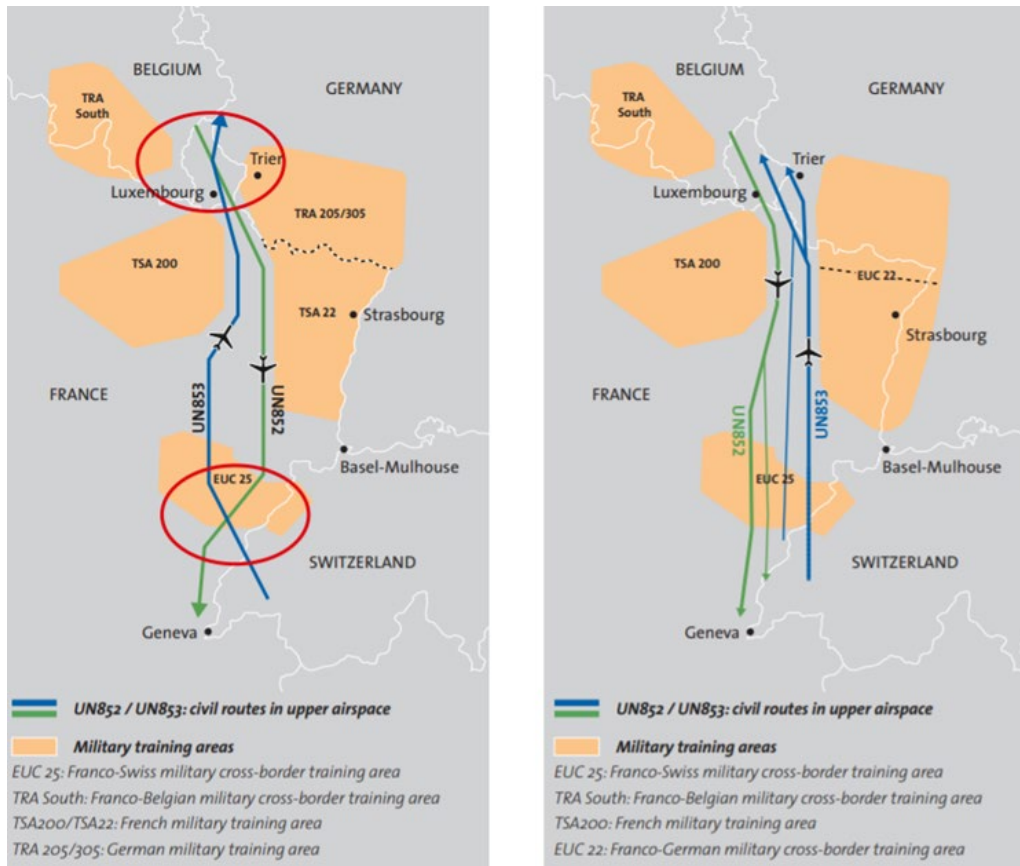 BELGIUM
GERMANY
TRA
South
Trier
Luxembourg
TRA 205/305
TSA 200
TSA 22
Strasbourg
FRANCE
UN853
UN852
Basel-Mulhouse
EUC 25
SWITZERLAND
Geneva
UN852 / UN853: civil routes in upper airspace
Military training areas
EUC 25: Franco-Swiss military cross-border training area
TRA South: Franco-Belgian military cross-border training area
TSA200/TSA22: French military training area
TRA 205/305: German military training area
BELGIUM
GERMANY
TRA
South
Trier
Luxembourg
TSA 200
EUC 22
Strasbourg
FRANCE
UN852
UN853
Basel-Mulhouse
EUC 25
SWITZERLAND
Geneva
UN852 / UN853: civil routes in upper airspace
Military training areas
EUC 25: Franco-Swiss military cross-border training area
TRA South: Franco-Belgian military cross-border training area
TSA200: French military training area
EUC 22: Franco-German military cross-border training area